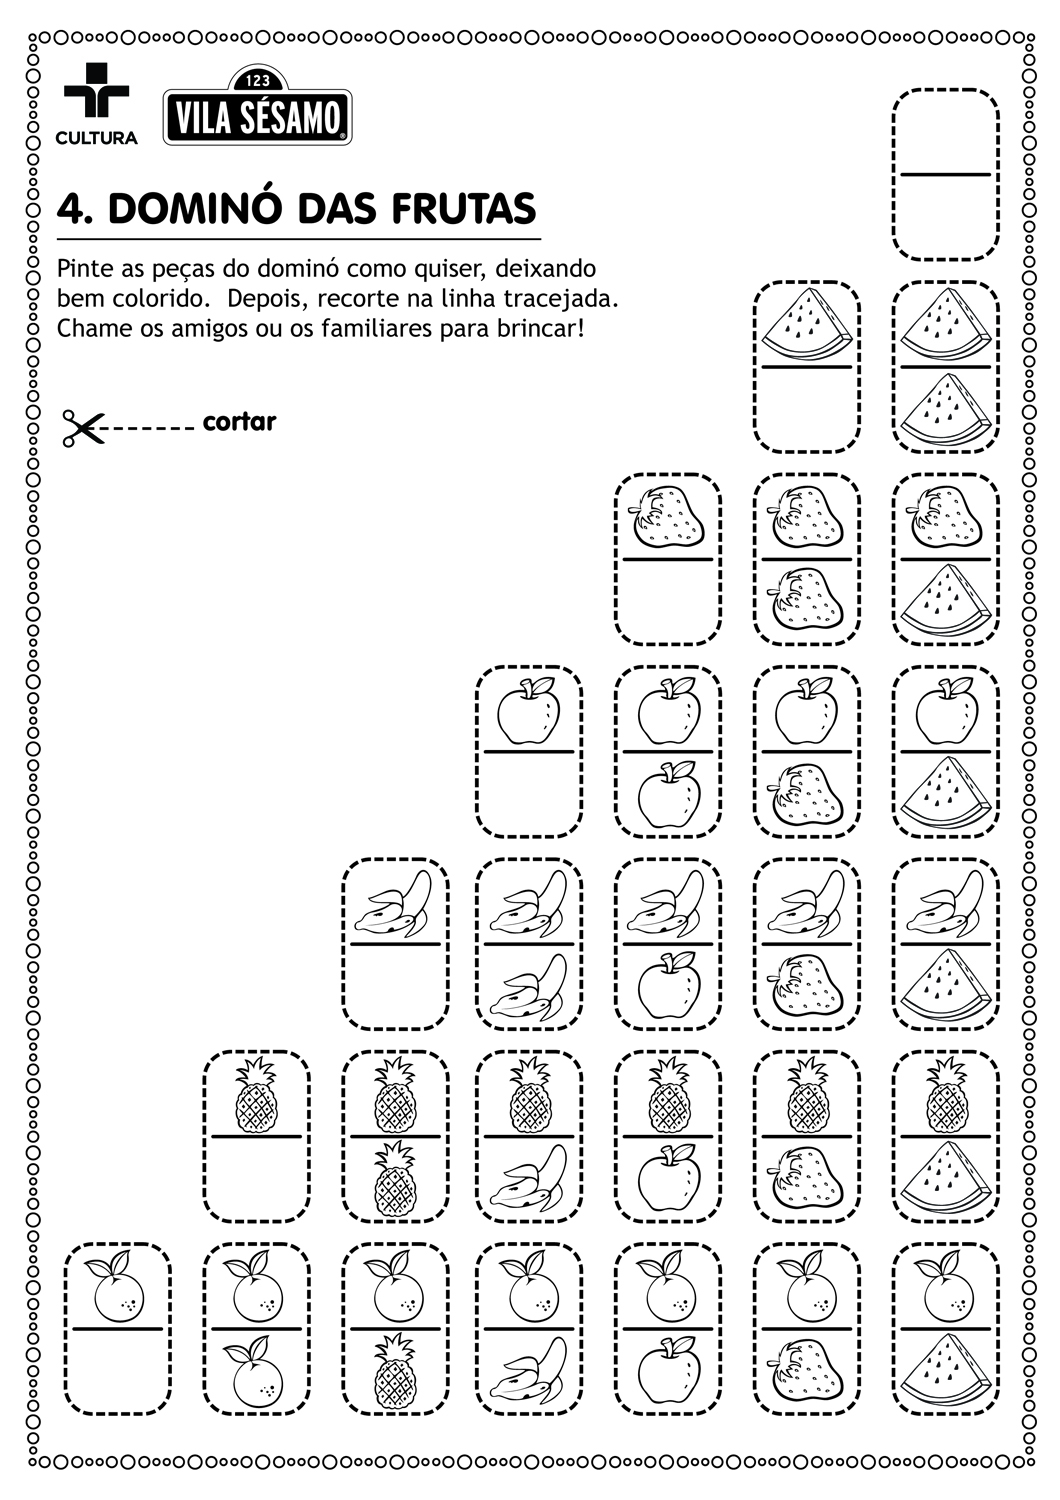 CULTURA
123
VILA SÉSAMO
4. DOMINÓ DAS FRUTAS
Pinte as peças do dominó como quiser, deixando
bem colorido.  Depois, recorte na linha tracejada.
Chame os amigos ou os familiares para brincar!
cortar